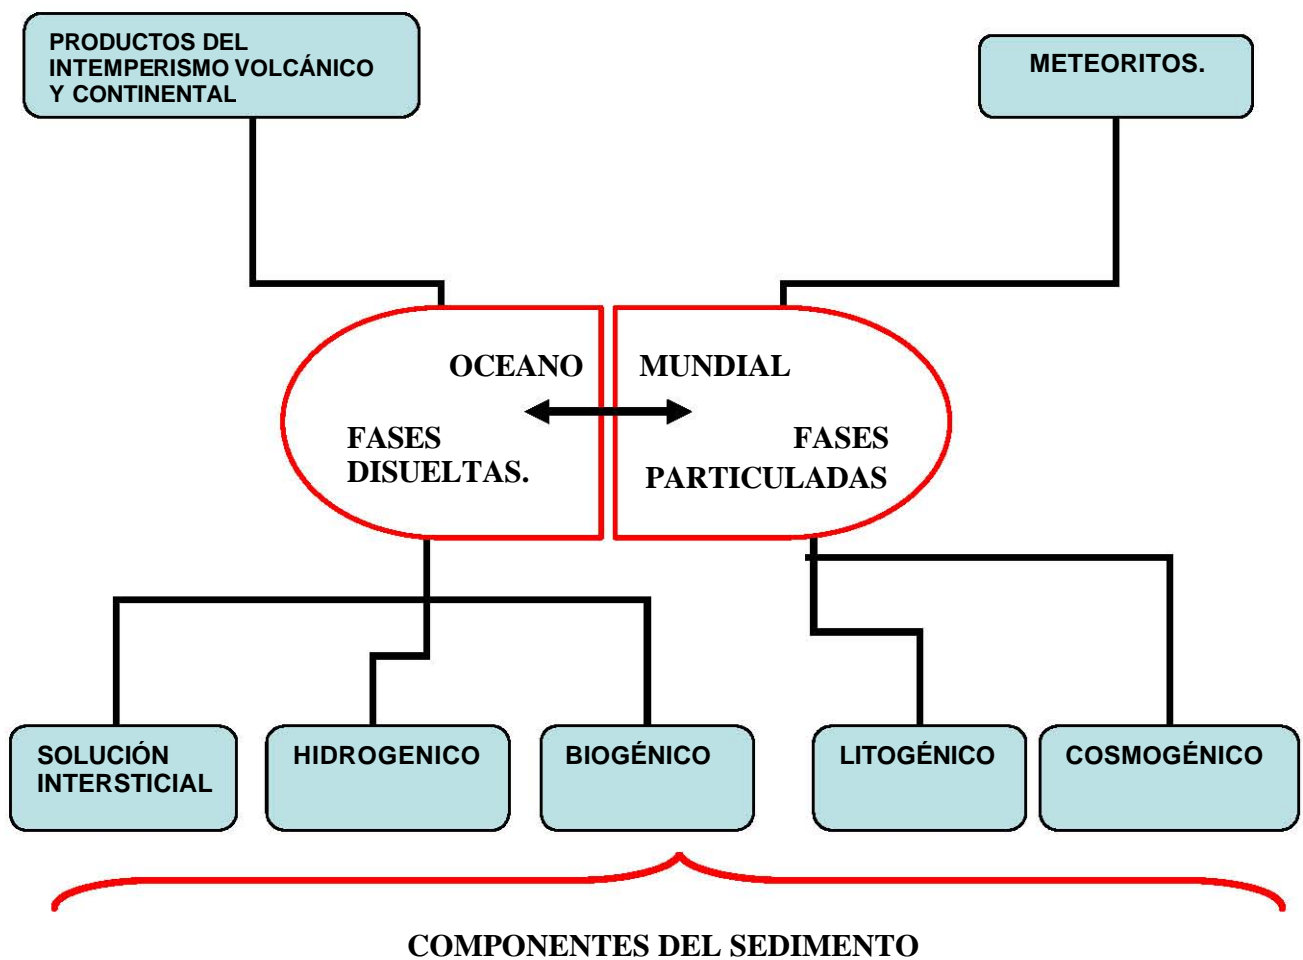 PRODUCTOS DEL
INTEMPERISMO VOLCÁNICO
Y CONTINENTAL
METEORITOS.
OCEANO
MUNDIAL
FASES
DISUELTAS.
FASES
PARTICULADAS
SOLUCIÓN
INTERSTICIAL
HIDROGENICO
BIOGÉNICO
LITOGÉNICO
COSMOGÉNICO
COMPONENTES DEL SEDIMENTO